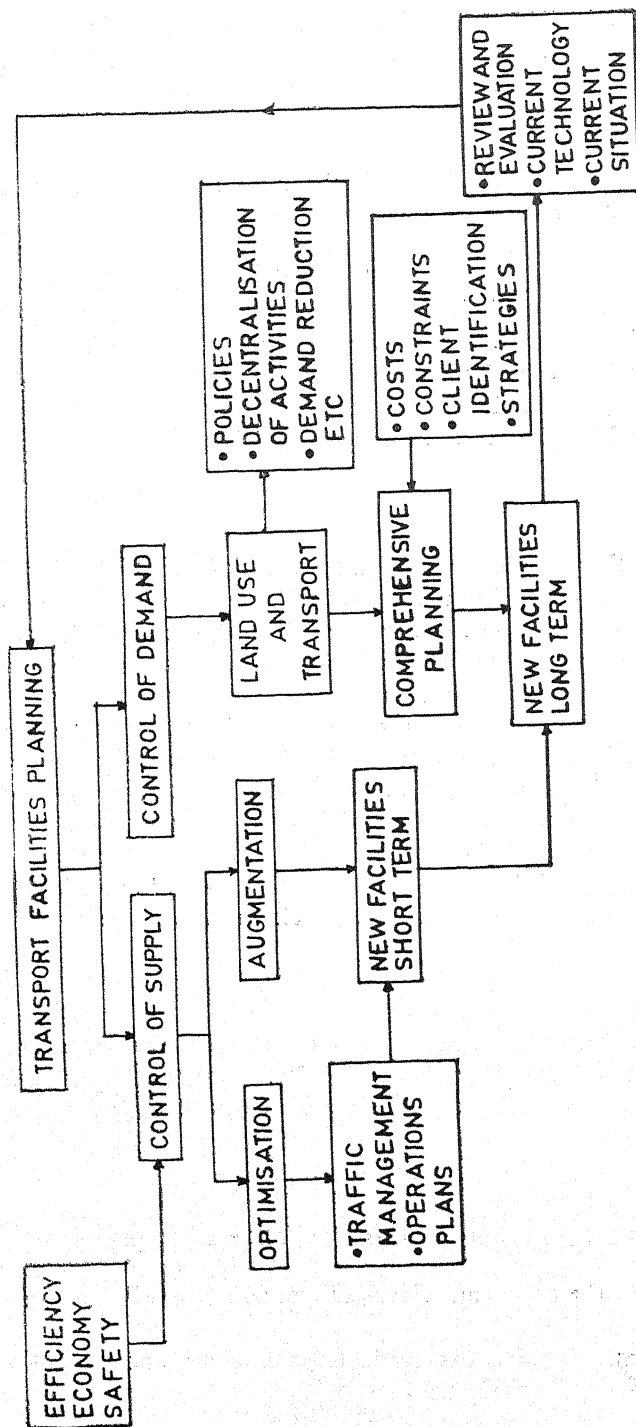 TRANSPORT FACILITIES PLANNING
EFFICIENCY
ECONOMY
SAFETY
CONTROL OF SUPPLY
CONTROL OF DEMAND
OPTIMISATION
AUGMENTATION
LAND USE
AND
TRANSPORT
•POLICIES
•DECENTRALISATION
OF ACTIVITIES
•DEMAND REDUCTION
ETC
•TRAFFIC
MANAGEMENT
•OPERATIONS
PLANS
NEW FACILITIES
SHORT TERM
COMPREHENSIVE
PLANNING
•COSTS
•CONSTRAINTS
•CLIENT
IDENTIFICATION
•STRATEGIES
NEW FACILITIES
LONG TERM
•REVIEW AND
EVALUATION
•CURRENT
TECHNOLOGY
•CURRENT
SITUATION